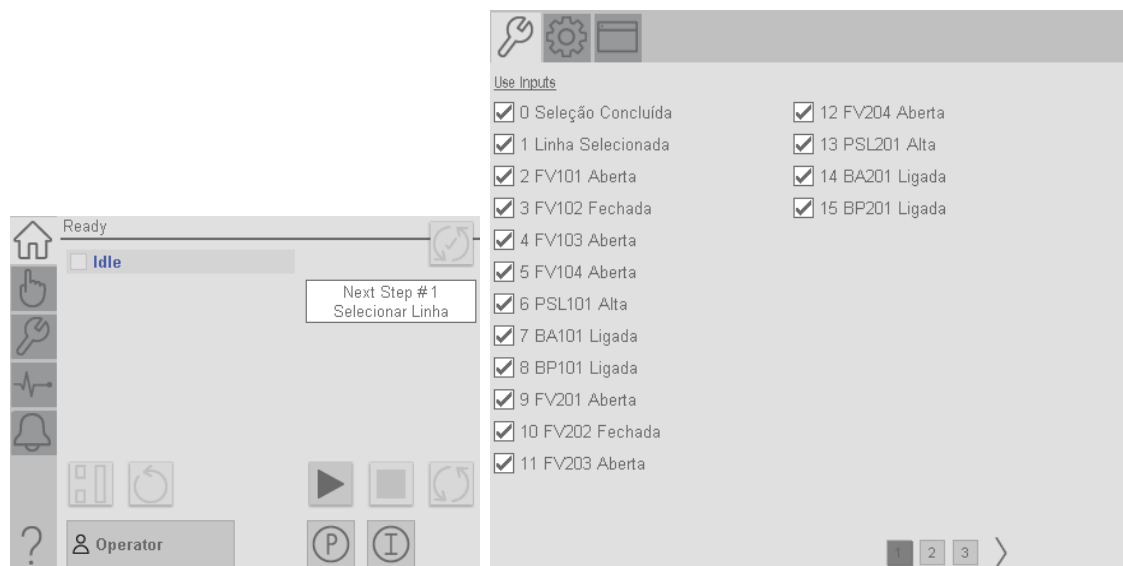 Ready
Idle
Next Step #1
Selecionar Linha
Operator
P
I
?
Use Inputs
0 Seleção Concluída
1 Linha Selecionada
2 FV101 Aberta
3 FV102 Fechada
4 FV103 Aberta
5 FV104 Aberta
6 PSL101 Alta
7 BA101 Ligada
8 BP101 Ligada
9 FV201 Aberta
10 FV202 Fechada
11 FV203 Aberta
12 FV204 Aberta
13 PSL201 Alta
14 BA201 Ligada
15 BP201 Ligada
1 2 3